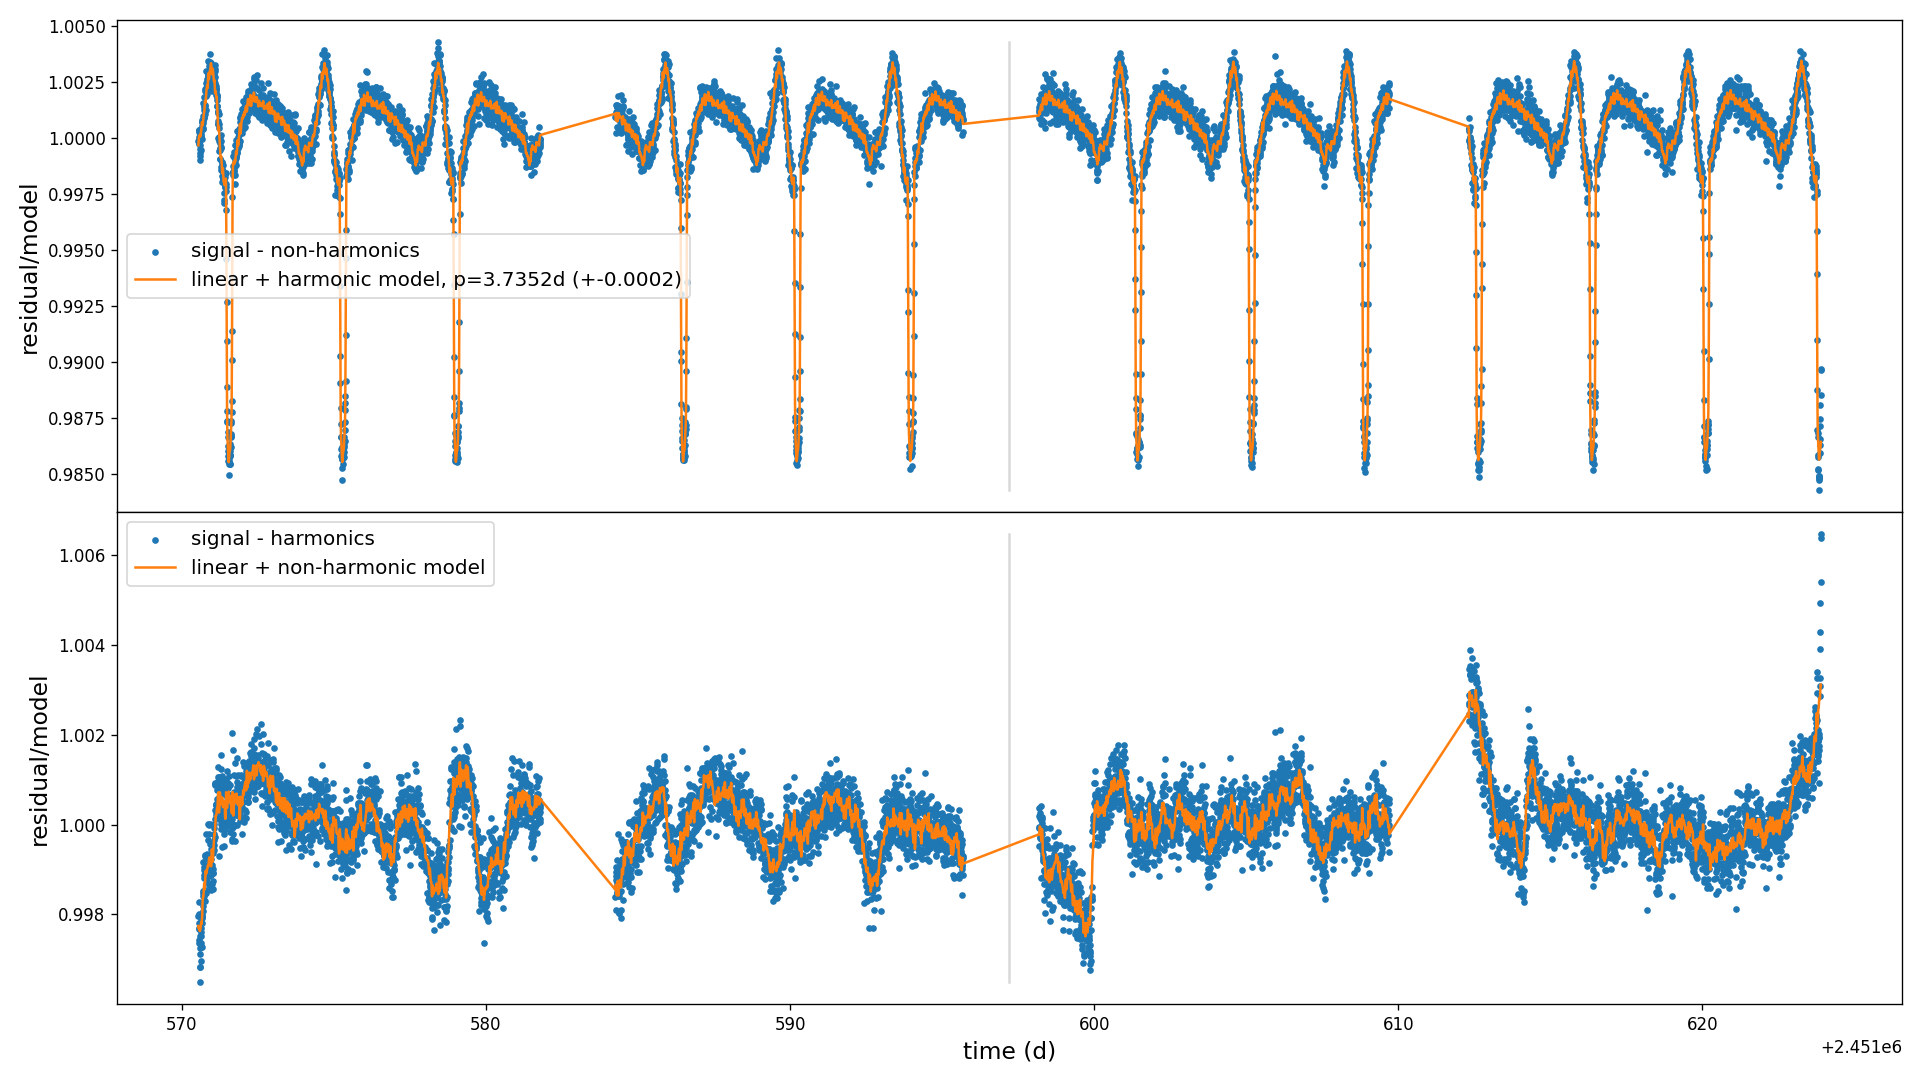 1.0050
1.0025
1.0000
0.9975
0.9950
0.9925
0.9900
0.9875
0.9850
residual/model
signal - non-harmonics
linear + harmonic model, p=3.7352d (+-0.0002)
signal - harmonics
linear + non-harmonic model
1.006
1.004
1.002
1.000
0.998
residual/model
570 580 590 600 610 620
time (d)
+2.451e6